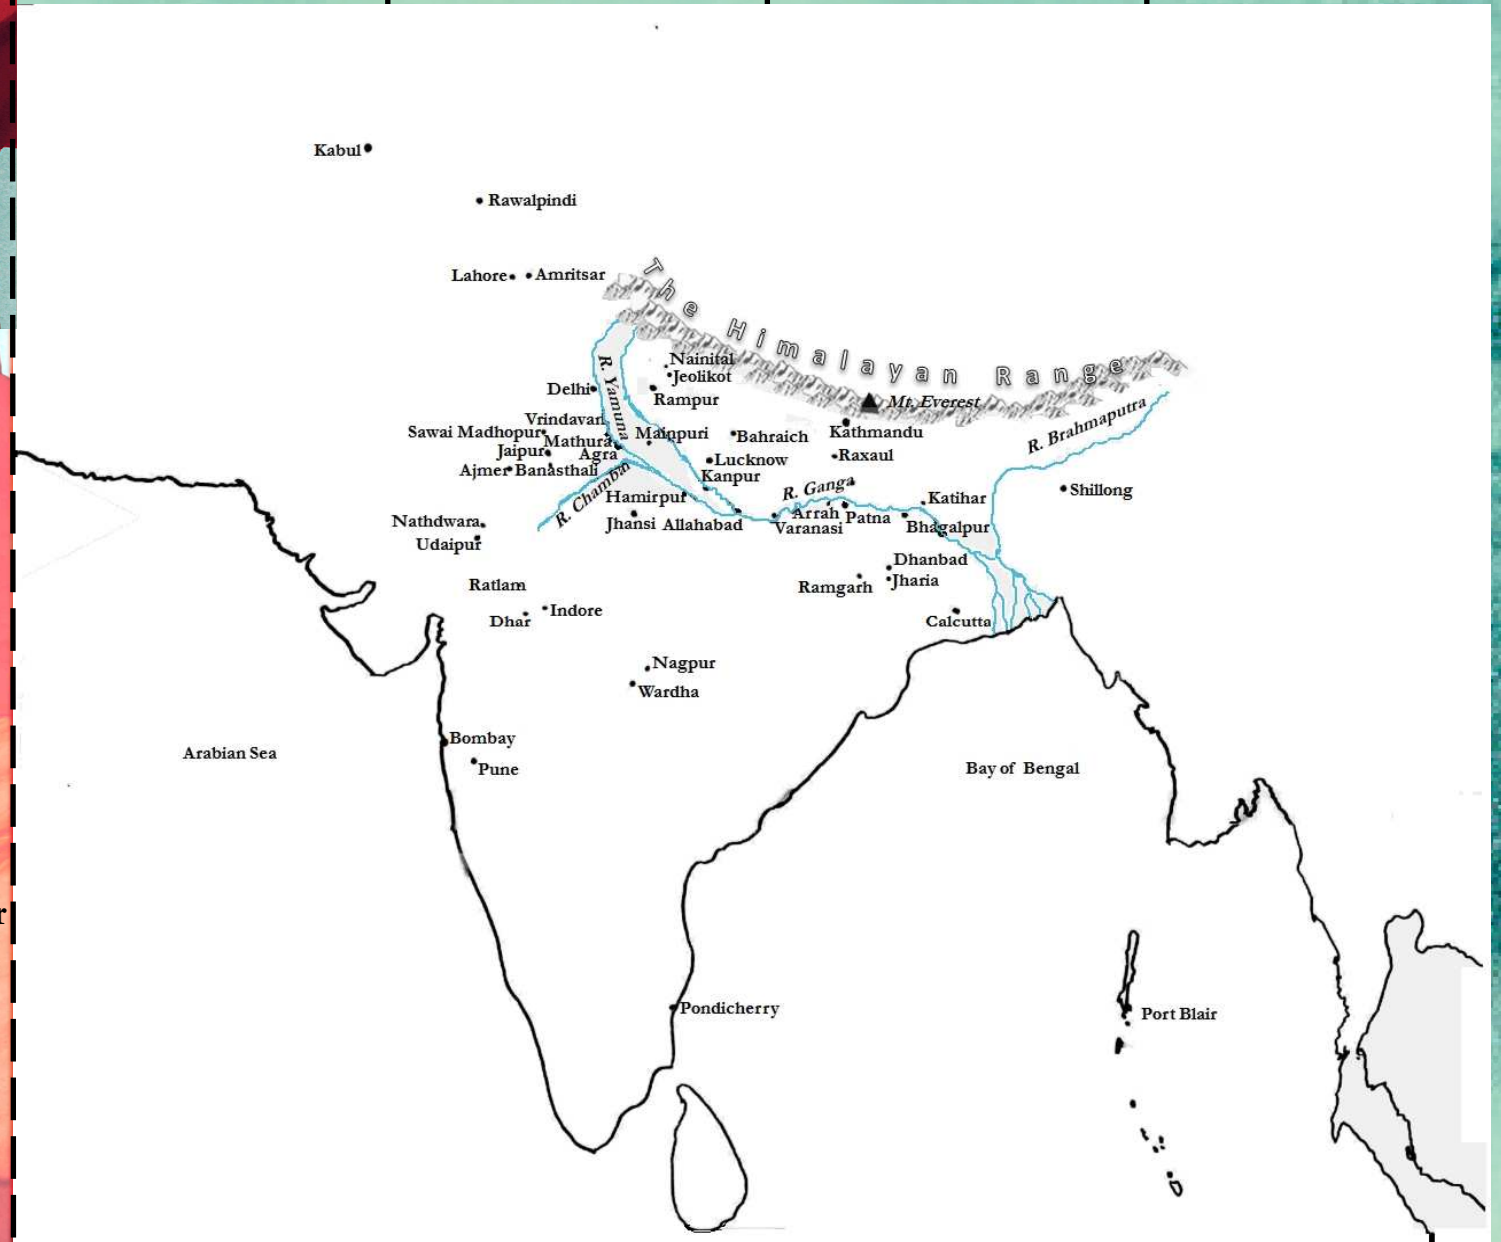 Kabul
Rawalpindi
Lahore
Amritsar
The Himalayan Range
Nainital
Jeolikot
R. Yamuna
Delhi
Rampur
Mt. Everest
R. Brahmaputra
Vrindavan
Sawai Madhopur
Mathura
Mainpuri
Bahraich
Kathmandu
Jaipur
Agra
Lucknow
Raxaul
Ajmer
Banasthali
Kanpur
R. Chambal
R. Ganga
Shillong
Hamirpur
Katihar
Nathdwara
Jhansi
Allahabad
Varanasi
Arrah
Patna
Bhagalpur
Udaipur
Dhanbad
Ratlam
Ramgarh
Jharia
Dhar
Indore
Calcutta
Nagpur
Wardha
Bombay
Arabian Sea
Pune
Bay of Bengal
r
Pondicherry
Port Blair